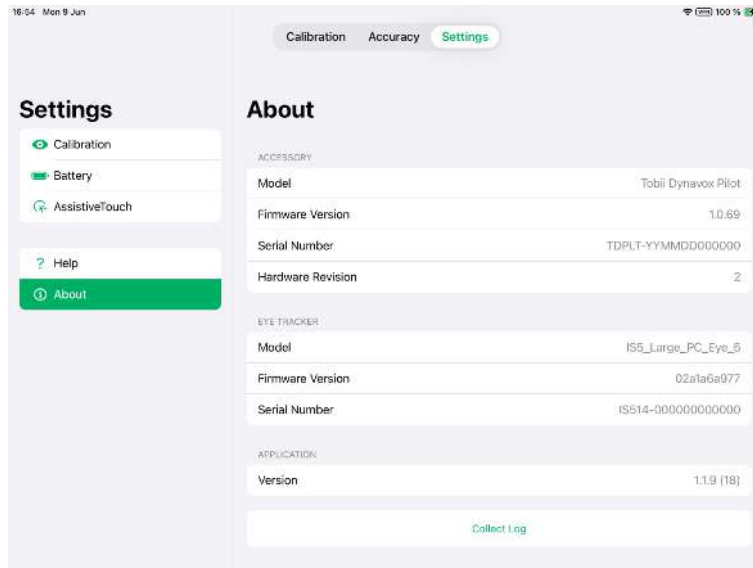 16:54 Mon 9 Jun
100 %
Calibration Accuracy Settings
Settings
Calibration
Battery
AssistiveTouch
Help
About
About
ACCESSORY
Model Tobii Dynavox Pilot
Firmware Version 1.0.69
Serial Number TDPLT-YYMMDD000000
Hardware Revision 2
EYE TRACKER
Model IS5_Large_PC_Eye_5
Firmware Version 02a1a6a977
Serial Number IS514-000000000000
APPLICATION
Version 1.1.9 (18)
Collect Log